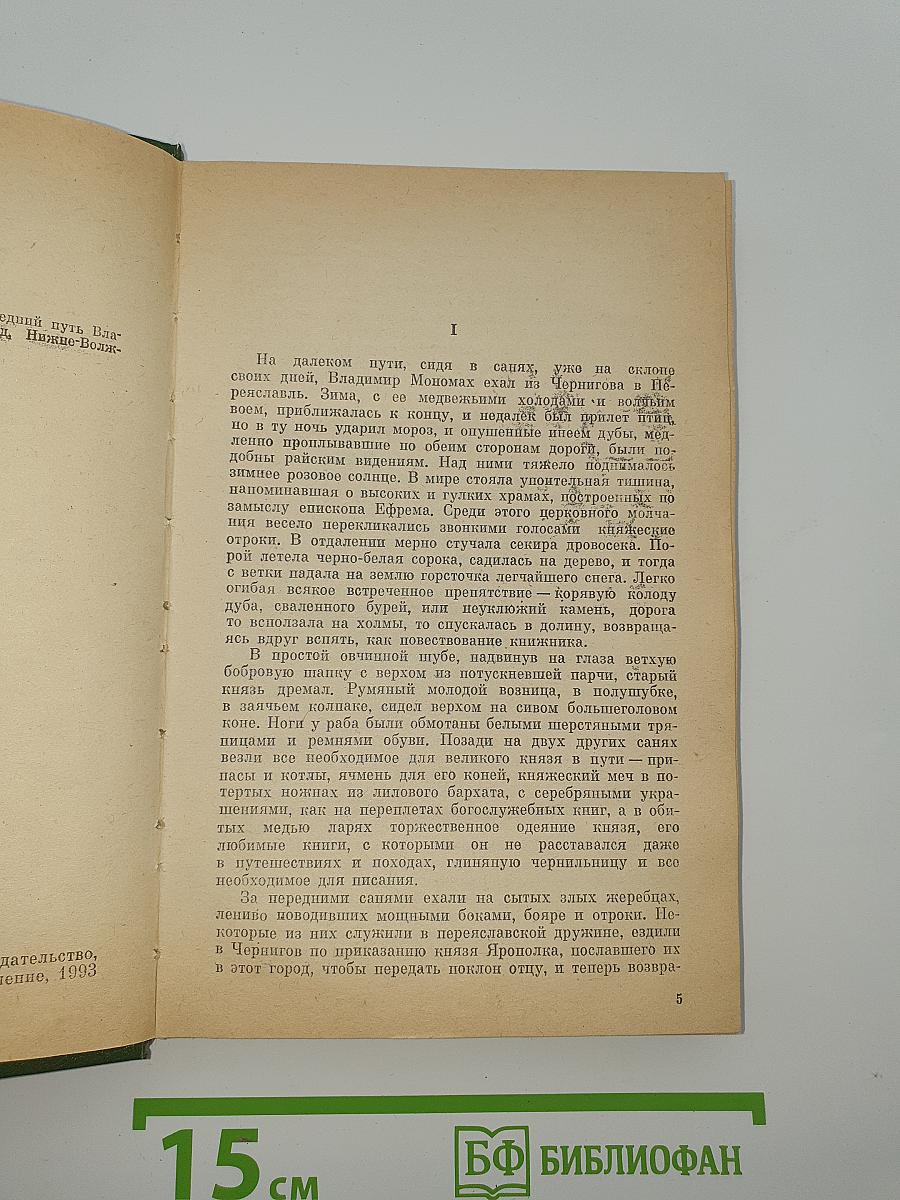 едний путь Вла-
д, Нижне-Волж-
дательство,
ение, 1993
I
На далеком пути, сидя в санях, уже на склоне
своих дней, Владимир Мономах ехал из Чернигова в Пе-
реяславль. Зима, с ее медвежьими холодами и волчьим
воем, приближалась к концу, и недалек был прилет птиц,
но в ту ночь ударил мороз, и опушенные инеем дубы, мед-
ленно проплывавшие по обеим сторонам дороги, были по-
добны райским видениям. Над ними тяжело поднималось
зимнее розовое солнце. В мире стояла упоительная тишина,
напоминавшая о высоких и гулких храмах, построенных по
замыслу епископа Ефрема. Среди этого церковного молча-
ния весело перекликались звонкими голосами княжеские
отроки. В отдалении мерно стучала секира дровосека. По-
рой летела черно-белая сорока, садилась на дерево, и тогда
с ветки падала на землю горсточка легчайшего снега. Легко
огибая всякое встреченное препятствие — корявую колоду
дуба, сваленного бурей, или неуклюжий камень, дорога
то всползала на холмы, то спускалась в долину, возвраща-
ясь вдруг вспять, как повествование книжника.
В простой овчинной шубе, надвинув на глаза ветхую
бобровую шапку с верхом из потускневшей парчи, старый
князь дремал. Румяный молодой возница, в полушубке,
в заячьем колпаке, сидел верхом на сивом большеголовом
коне. Ноги у раба были обмотаны белыми шерстяными тря-
пицами и ремнями обуви. Позади на двух других санях
везли все необходимое для великого князя в пути — при-
пасы и котлы, ячмень для его коней, княжеский меч в по-
тертых ножнах из лилового бархата, с серебряными укра-
шениями, как на переплетах богослужебных книг, а в оби-
тых медью ларях торжественное одеяние князя, его
любимые книги, с которыми он не расставался даже
в путешествиях и походах, глиняную чернильницу и все
необходимое для писания.
За передними санями ехали на сытых злых жеребцах,
лениво поводивших мощными боками, бояре и отроки. Не-
которые из них служили в переяславской дружине, ездили
в Чернигов по приказанию князя Ярополка, пославшего их
в этот город, чтобы передать поклон отцу, и теперь возвра-
5
15 см
БФ БИБЛИОФАН